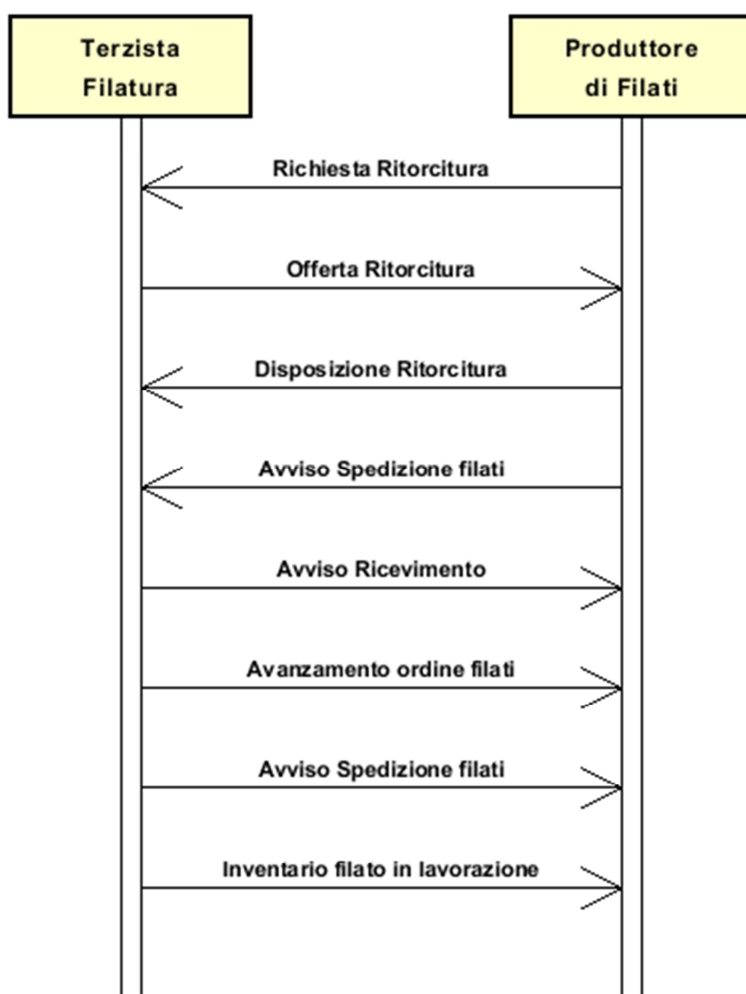 Terzista
Filatura
Produttore
di Filati
Richiesta Ritorcitura
Offerta Ritorcitura
Disposizione Ritorcitura
Avviso Spedizione filati
Avviso Ricevimento
Avanzamento ordine filati
Avviso Spedizione filati
Inventario filato in lavorazione